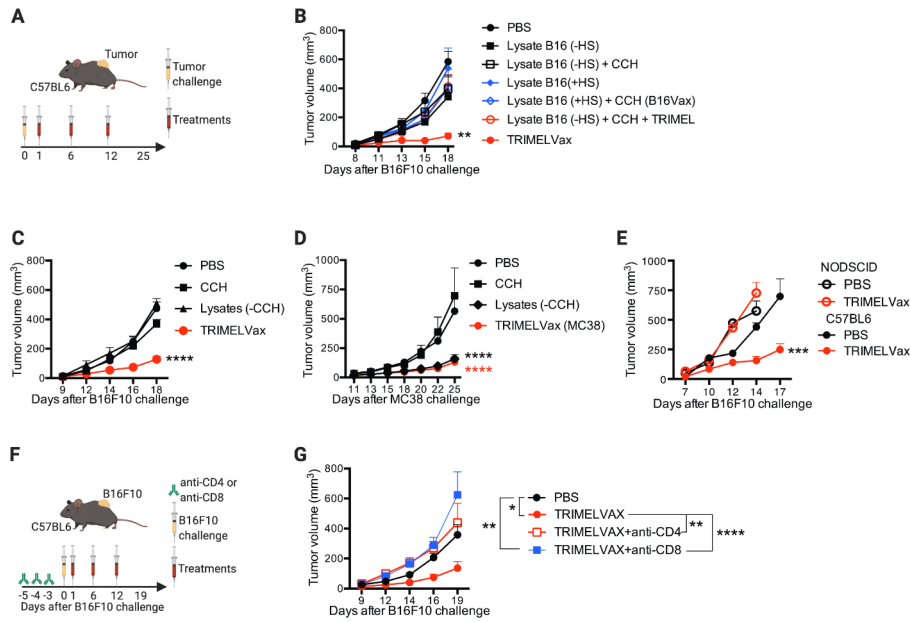 A
Tumor
C57BL6
Tumor
challenge
Treatments
0 1 6 12 25
B
Tumor volume (mm3)
800
600
400
200
0
8 11 13 15 18
Days after B16F10 challenge
**
PBS
Lysate B16 (-HS)
Lysate B16 (-HS) + CCH
Lysate B16(+HS)
Lysate B16 (+HS) + CCH (B16Vax)
Lysate B16 (-HS) + CCH + TRIMEL
TRIMELVax
C
Tumor volume (mm3)
800
600
400
200
0
9 12 14 16 18
Days after B16F10 challenge
PBS
CCH
Lysates (-CCH)
TRIMELVax
****
D
Tumor volume (mm3)
1000
800
600
400
200
0
11 13 15 18 20 22 25
Days after MC38 challenge
PBS
CCH
Lysates (-CCH)
TRIMELVax (MC38)
****
****
E
Tumor volume (mm3)
1000
750
500
250
0
7 10 12 14 17
Days after B16F10 challenge
***
NODSCID
PBS
TRIMELVax
C57BL6
PBS
TRIMELVax
F
B16F10
C57BL6
anti-CD4 or
anti-CD8
B16F10
challenge
Treatments
-5 -4 -3 0 1 6 12 19
Days after B16F10 challenge
G
Tumor volume (mm3)
800
600
400
200
0
9 12 14 16 19
Days after B16F10 challenge
** * PBS
TRIMELVAX
TRIMELVAX+anti-CD4
TRIMELVAX+anti-CD8
** ****